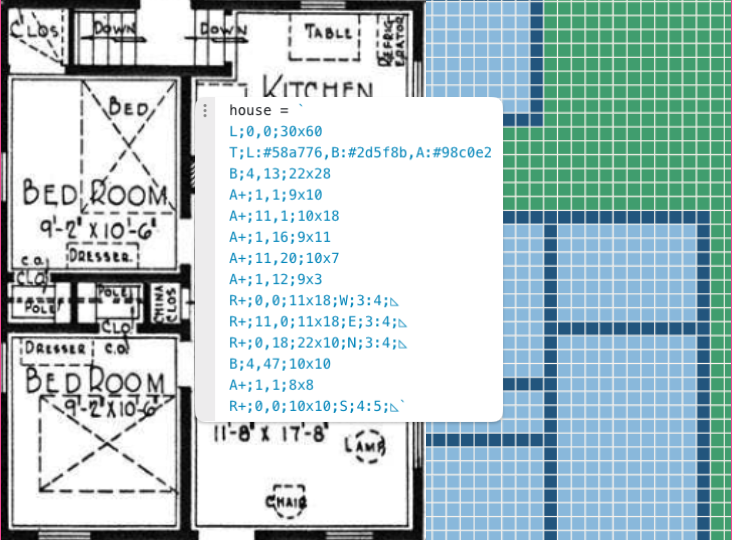 CLOS
DOWN
DOWN
TABLE
REFRIG
ERATOR
KITCHEN
BED
BED ROOM
9'-2" X 10'-6"
DRESSER.
C.O.
CLO
POLE
POLE
CHINA
CLOS
CLO
C.O.
DRESSER
BED ROOM
9'-2" X 10'-6"
house = `
L;0,0;30x60
T;L:#58a776,B:#2d5f8b,A:#98c0e2
B;4,13;22x28
A+;1,1;9x10
A+;11,1;10x18
A+;1,16;9x11
A+;11,20;10x7
A+;1,12;9x3
R+;0,0;11x18;W;3:4;◺
R+;11,0;11x18;E;3:4;◺
R+;0,18;22x10;N;3:4;◺
B;4,47;10x10
A+;1,1;8x8
R+;0,0;10x10;S;4:5;◺`
11'-8" X 17'-8"
LAMP
CHAIR